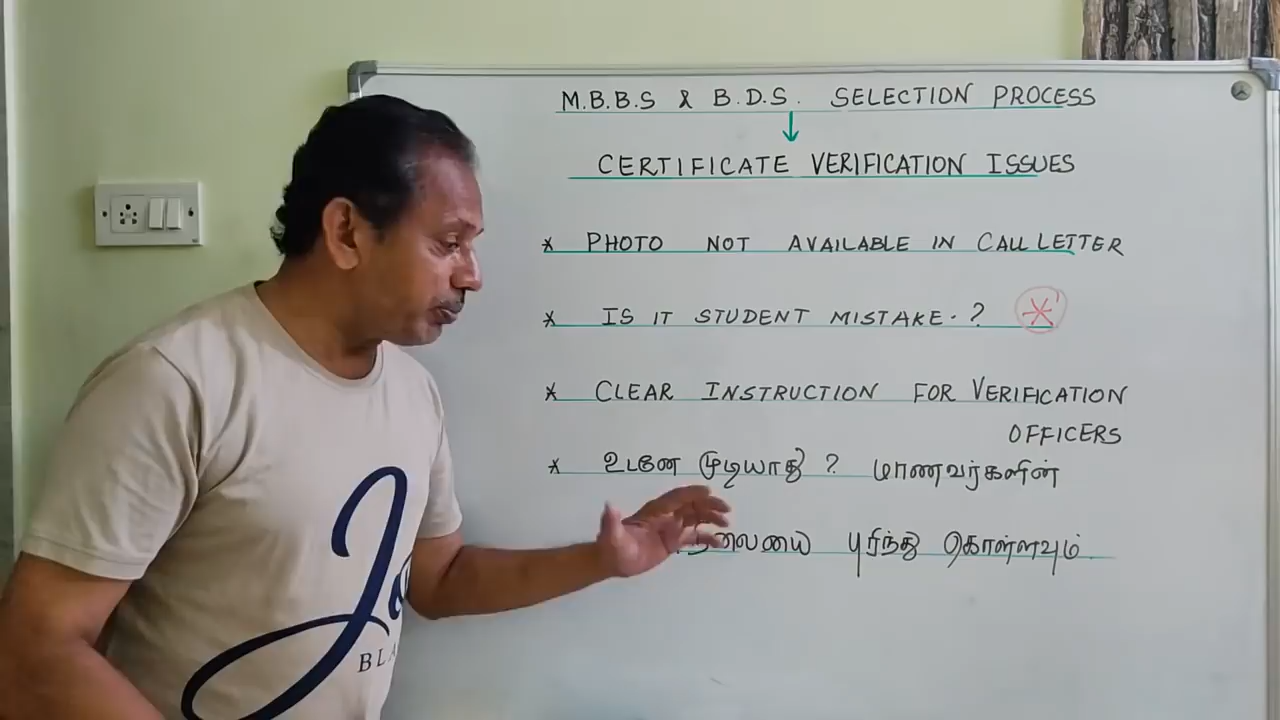 M.B.B.S & B.D.S. SELECTION PROCESS
↓
CERTIFICATE VERIFICATION ISSUES
* PHOTO NOT AVAILABLE IN CALL LETTER
* IS IT STUDENT MISTAKE.? *
* CLEAR INSTRUCTION FOR VERIFICATION
OFFICERS
* உடனே முடியாது ? மாணவர்களின்
புரிந்து கொள்ளவும்.
BLA